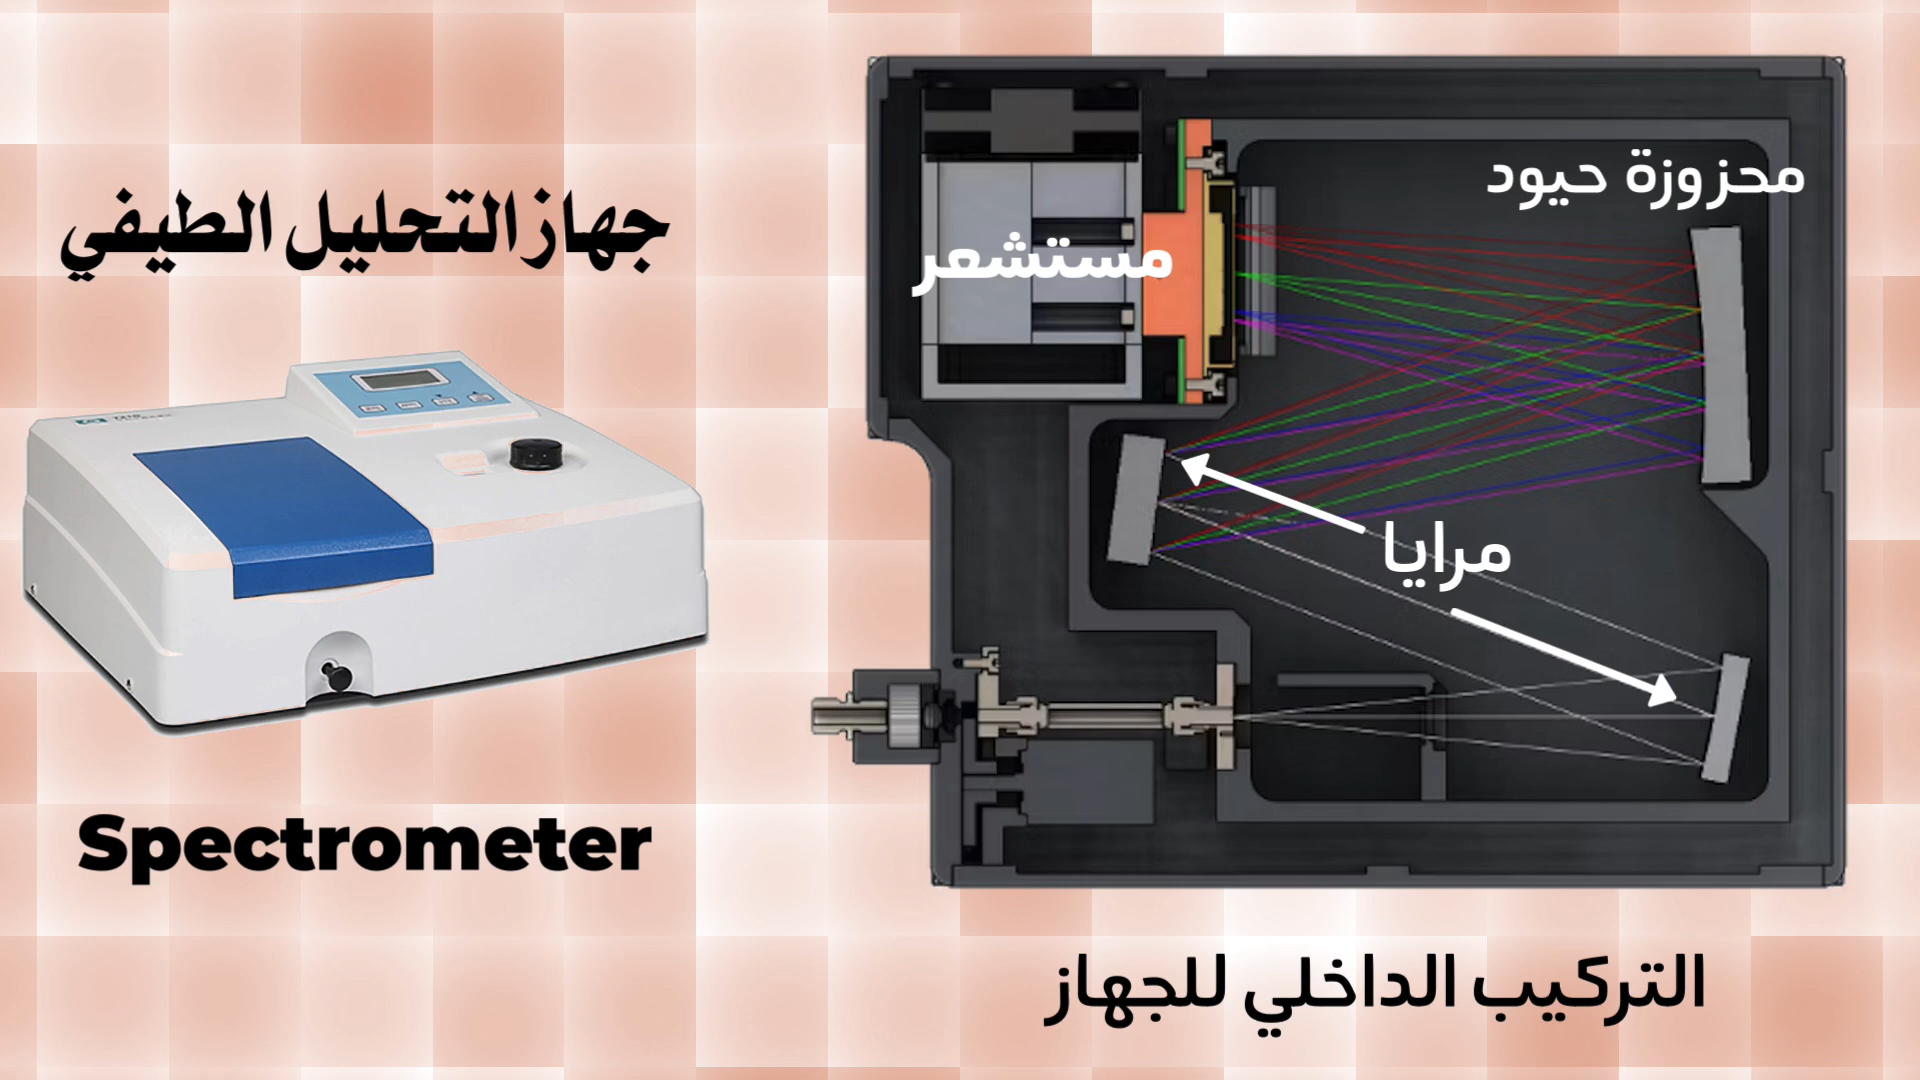 جهاز التحليل الطيفي
Spectrometer
محزوزة حيود
مستشعر
مرايا
التركيب الداخلي للجهاز